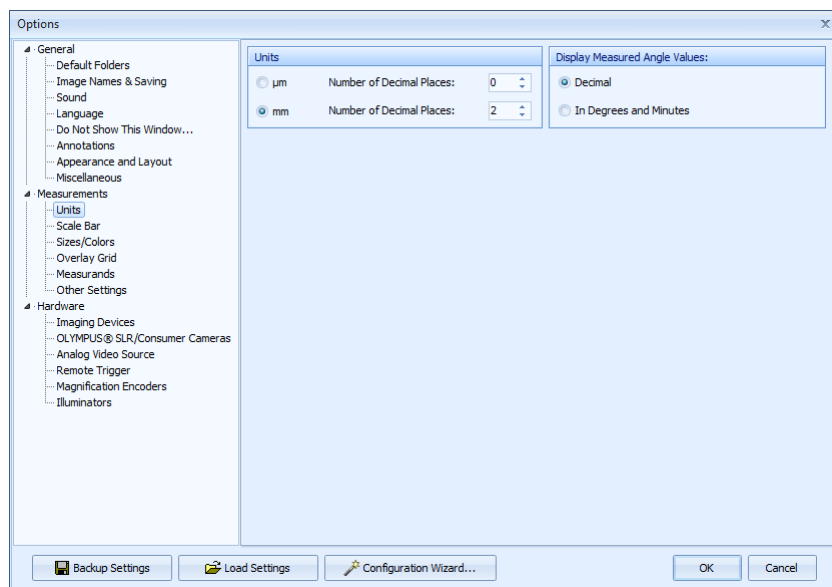 Options
General
Default Folders
Image Names & Saving
Sound
Language
Do Not Show This Window...
Annotations
Appearance and Layout
Miscellaneous
Measurements
Units
Scale Bar
Sizes/Colors
Overlay Grid
Measurands
Other Settings
Hardware
Imaging Devices
OLYMPUS® SLR/Consumer Cameras
Analog Video Source
Remote Trigger
Magnification Encoders
Illuminators
Units
µm Number of Decimal Places: 0
mm Number of Decimal Places: 2
Display Measured Angle Values:
Decimal
In Degrees and Minutes
Backup Settings
Load Settings
Configuration Wizard...
OK
Cancel